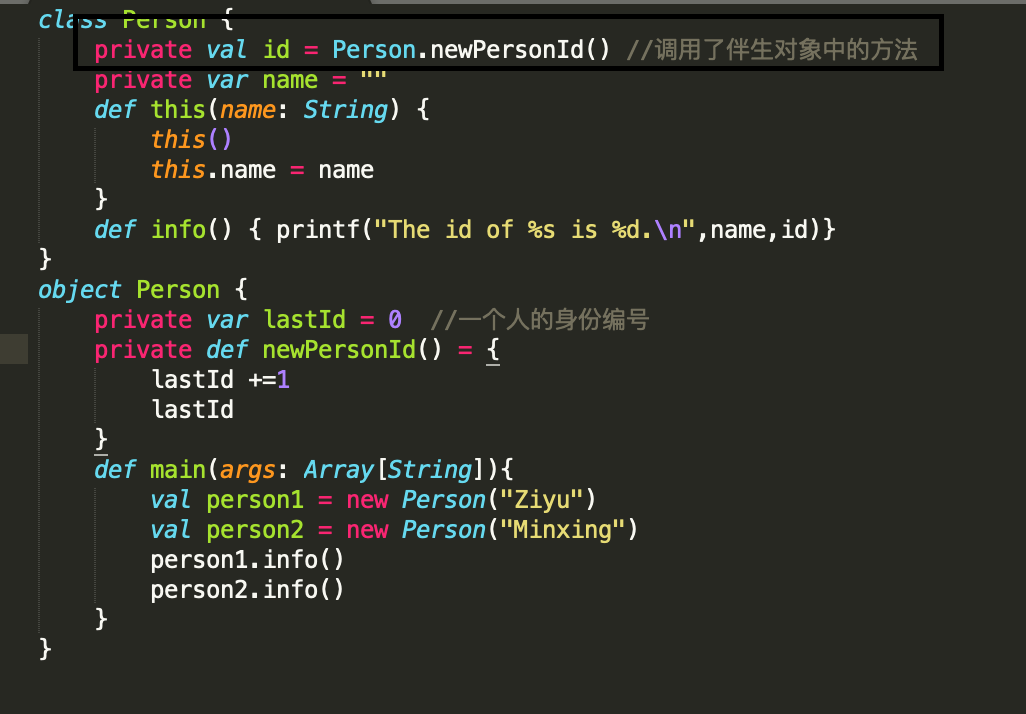 class Person {
private val id = Person.newPersonId() //调用了伴生对象中的方法
private var name = ""
def this(name: String) {
this()
this.name = name
}
def info() { printf("The id of %s is %d.\n",name,id)}
}
object Person {
private var lastId = 0 //一个人的身份编号
private def newPersonId() = {
lastId +=1
lastId
}
def main(args: Array[String]){
val person1 = new Person("Ziyu")
val person2 = new Person("Minxing")
person1.info()
person2.info()
}
}